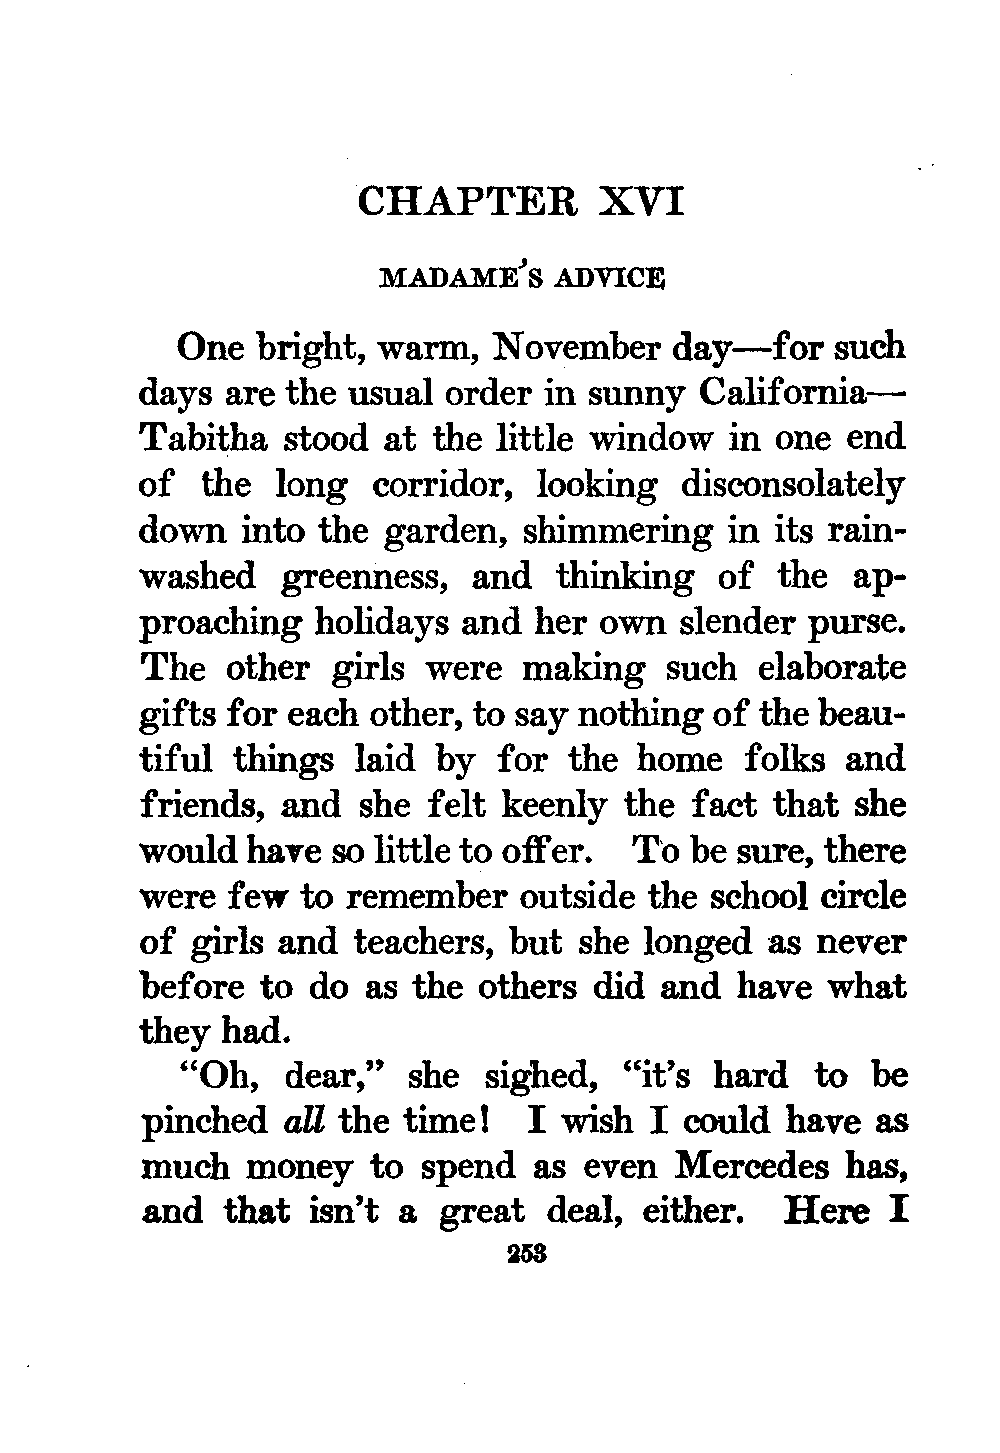 CHAPTER XVI
MADAME'S ADVICE
One bright, warm, November day—for such
days are the usual order in sunny California—
Tabitha stood at the little window in one end
of the long corridor, looking disconsolately
down into the garden, shimmering in its rain-
washed greenness, and thinking of the ap-
proaching holidays and her own slender purse.
The other girls were making such elaborate
gifts for each other, to say nothing of the beau-
tiful things laid by for the home folks and
friends, and she felt keenly the fact that she
would have so little to offer. To be sure, there
were few to remember outside the school circle
of girls and teachers, but she longed as never
before to do as the others did and have what
they had.
"Oh, dear," she sighed, "it's hard to be
pinched all the time! I wish I could have as
much money to spend as even Mercedes has,
and that isn't a great deal, either. Here I
253